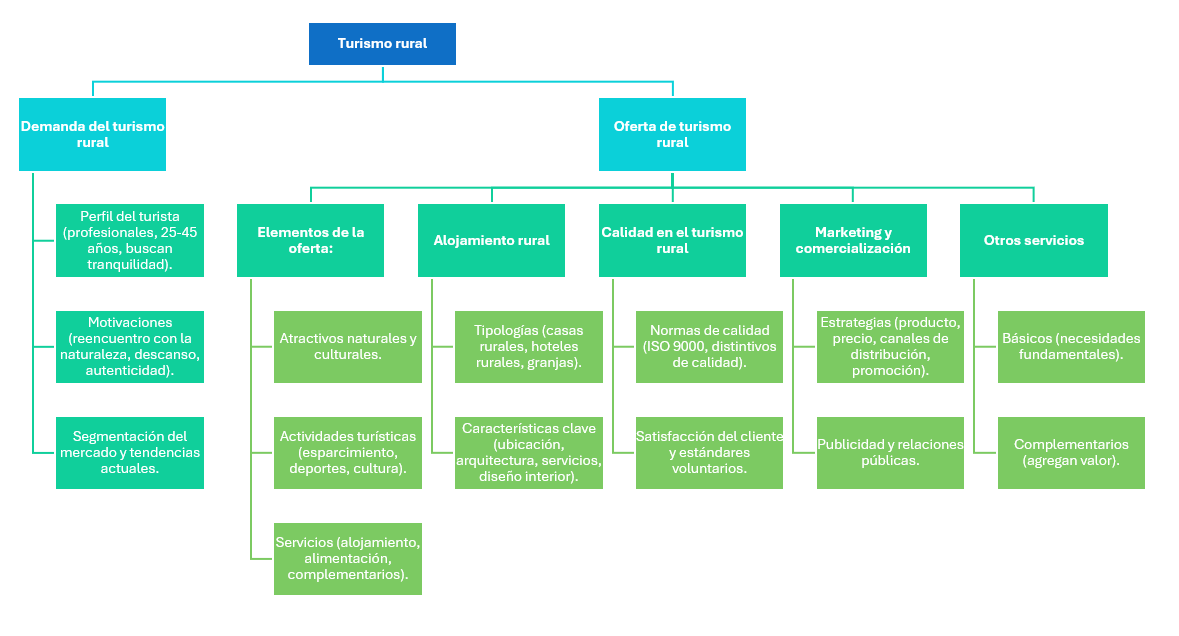 Turismo rural
Demanda del turismo
rural
Perfil del turista
(profesionales, 25-45
años, buscan
tranquilidad).
Motivaciones
(reencuentro con la
naturaleza, descanso,
autenticidad).
Segmentación del
mercado y tendencias
actuales.
Oferta de turismo
rural
Elementos de la
oferta:
Atractivos naturales y
culturales.
Actividades turísticas
(esparcimiento,
deportes, cultura).
Servicios (alojamiento,
alimentación,
complementarios).
Alojamiento rural
Tipologías (casas
rurales, hoteles
rurales, granjas).
Características clave
(ubicación,
arquitectura, servicios,
diseño interior).
Calidad en el turismo
rural
Normas de calidad
(ISO 9000, distintivos
de calidad).
Satisfacción del cliente
y estándares
voluntarios.
Marketing y
comercialización
Estrategias (producto,
precio, canales de
distribución,
promoción).
Publicidad y relaciones
públicas.
Otros servicios
Básicos (necesidades
fundamentales).
Complementarios
(agregan valor).